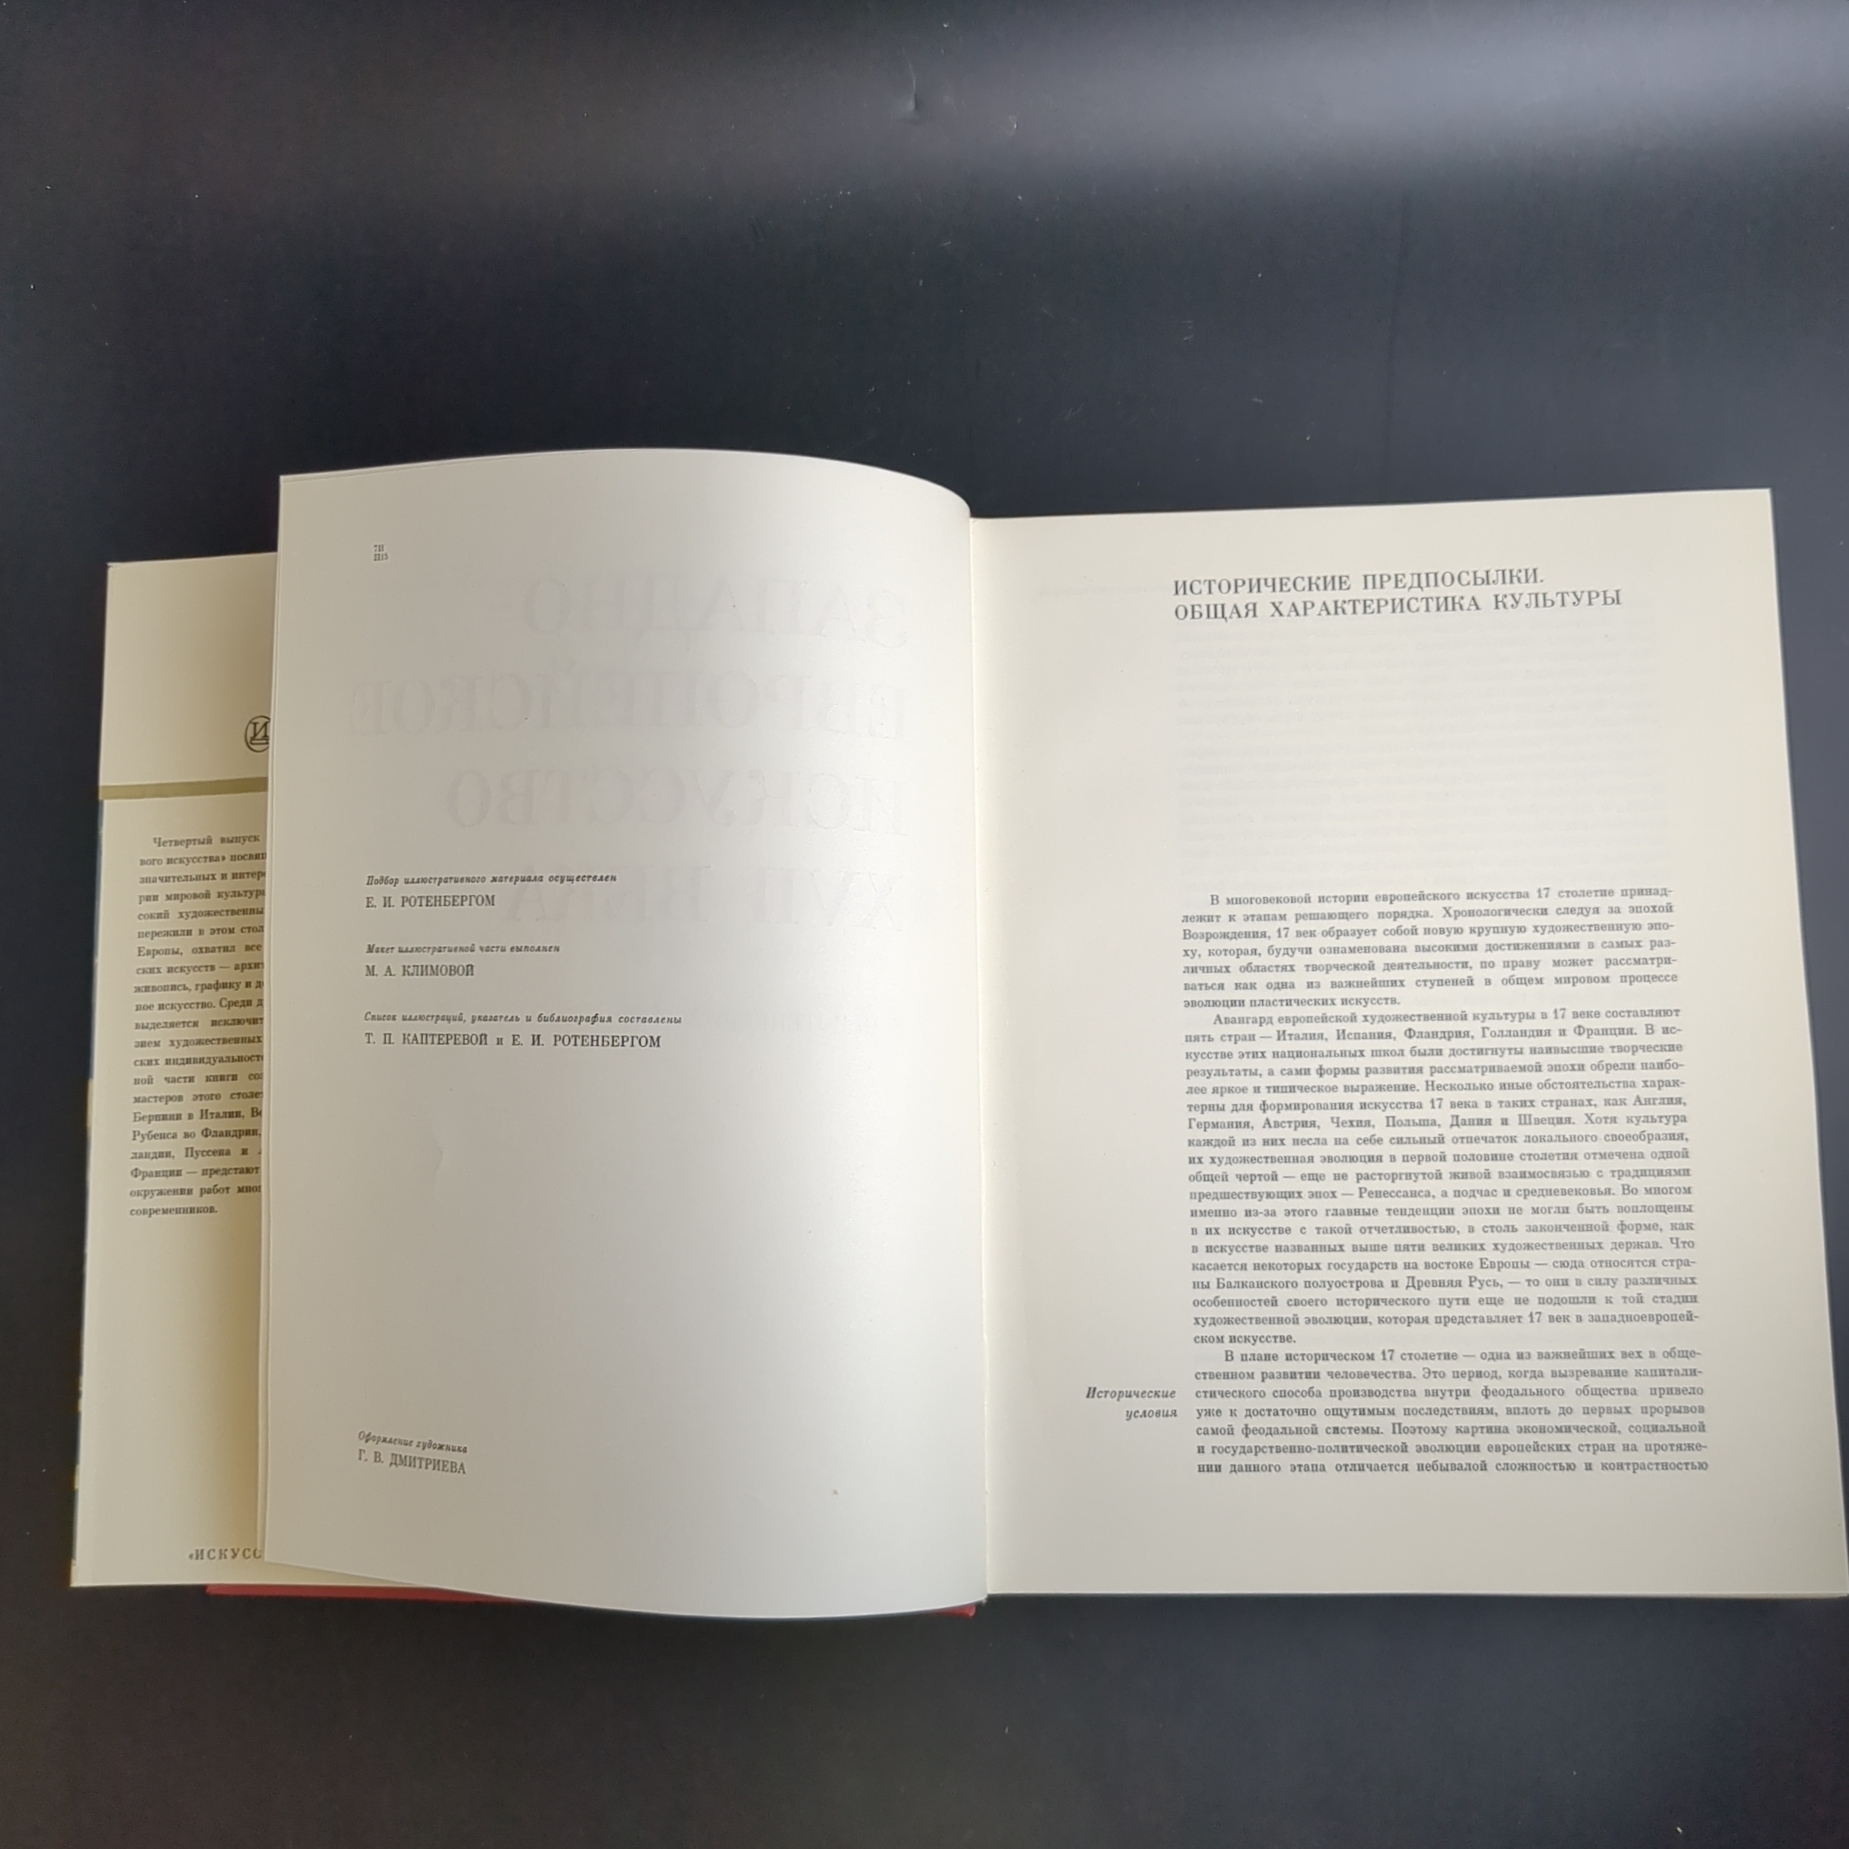 И
Четвертый выпуск
вого искусства» посвящ
значительных и интере
рии мировой культуры
сокий художественны
пережили в этом стол
Европы, охватил все
ских искусств — архит
живопись, графику и д
ное искусство. Среди д
выделяется исключит
зием художественных
ских индивидуальност
ной части книги со
мастеров этого столе
Бернини в Италии, Ве
Рубенса во Фландрии,
ландии, Пуссена и
Франции — предстают
окружении работ мног
современников.
«ИСКУСС
7И
П15
ЗАПАДНО-
ЕВРОПЕЙСКОЕ
ИСКУССТВО
XVII ВЕКА
Подбор иллюстративного материала осуществлен
Е. И. РОТЕНБЕРГОМ
Макет иллюстративной части выполнен
М. А. КЛИМОВОЙ
Список иллюстраций, указатель и библиография составлены
Т. П. КАПТЕРЕВОЙ и Е. И. РОТЕНБЕРГОМ
Оформление художника
Г. В. ДМИТРИЕВА
ИСТОРИЧЕСКИЕ ПРЕДПОСЫЛКИ.
ОБЩАЯ ХАРАКТЕРИСТИКА КУЛЬТУРЫ
В многовековой истории европейского искусства 17 столетие принад-
лежит к этапам решающего порядка. Хронологически следуя за эпохой
Возрождения, 17 век образует собой новую крупную художественную эпо-
ху, которая, будучи ознаменована высокими достижениями в самых раз-
личных областях творческой деятельности, по праву может рассматри-
ваться как одна из важнейших ступеней в общем мировом процессе
эволюции пластических искусств.
Авангард европейской художественной культуры в 17 веке составляют
пять стран — Италия, Испания, Фландрия, Голландия и Франция. В ис-
кусстве этих национальных школ были достигнуты наивысшие творческие
результаты, а сами формы развития рассматриваемой эпохи обрели наибо-
лее яркое и типическое выражение. Несколько иные обстоятельства харак-
терны для формирования искусства 17 века в таких странах, как Англия,
Германия, Австрия, Чехия, Польша, Дания и Швеция. Хотя культура
каждой из них несла на себе сильный отпечаток локального своеобразия,
их художественная эволюция в первой половине столетия отмечена одной
общей чертой — еще не расторгнутой живой взаимосвязью с традициями
предшествующих эпох — Ренессанса, а подчас и средневековья. Во многом
именно из-за этого главные тенденции эпохи не могли быть воплощены
в их искусстве с такой отчетливостью, в столь законченной форме, как
в искусстве названных выше пяти великих художественных держав. Что
касается некоторых государств на востоке Европы — сюда относятся стра-
ны Балканского полуострова и Древняя Русь, — то они в силу различных
особенностей своего исторического пути еще не подошли к той стадии
художественной эволюции, которая представляет 17 век в западноевропей-
ском искусстве.
В плане историческом 17 столетие — одна из важнейших вех в обще-
ственном развитии человечества. Это период, когда вызревание капитали-
Исторические
условия
стического способа производства внутри феодального общества привело
уже к достаточно ощутимым последствиям, вплоть до первых прорывов
самой феодальной системы. Поэтому картина экономической, социальной
и государственно-политической эволюции европейских стран на протяже-
нии данного этапа отличается небывалой сложностью и контрастностью